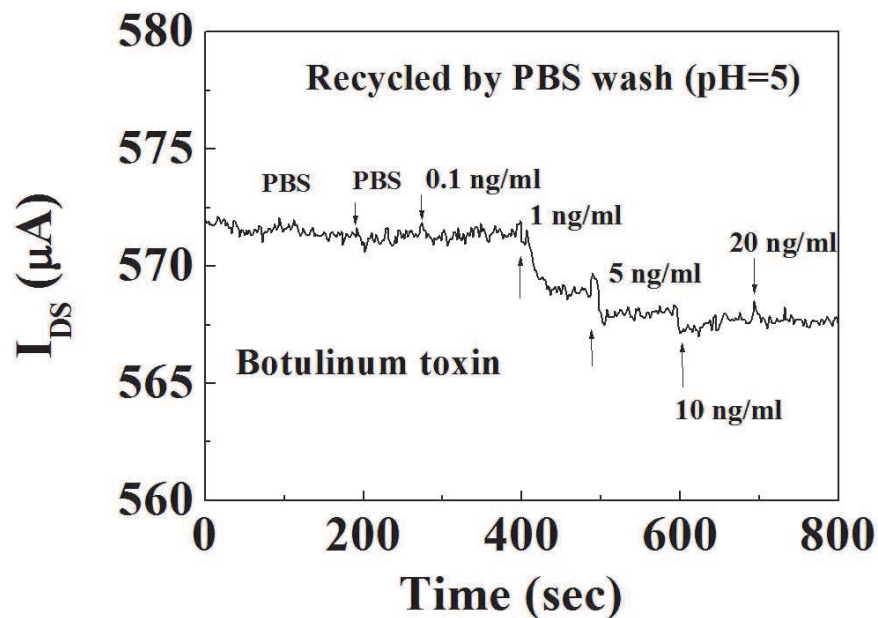 Recycled by PBS wash (pH=5)
PBS
PBS
0.1 ng/ml
1 ng/ml
5 ng/ml
20 ng/ml
10 ng/ml
Botulinum toxin
I_DS (μA)
580
575
570
565
560
0
200
400
600
800
Time (sec)